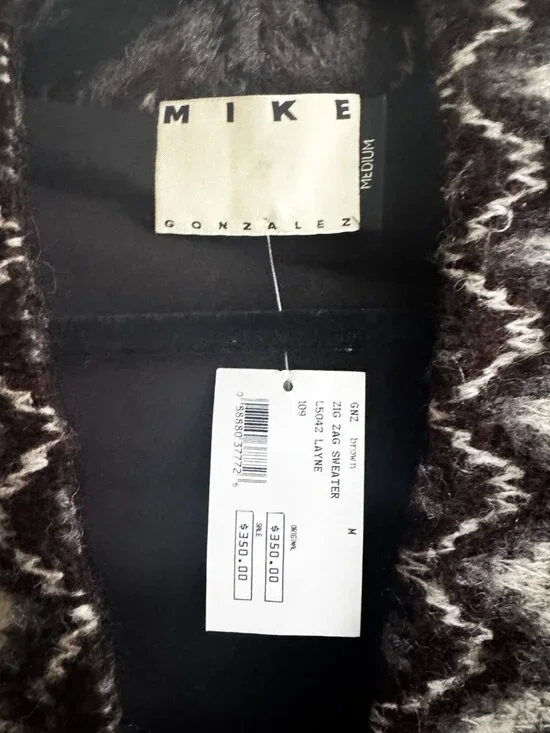 MIKE
GONZALEZ
MEDIUM
GNZ brown M
ZIG ZAG SWEATER
L5042 LAYNE
109
ORIGINAL
$350.00
SALE
$350.00